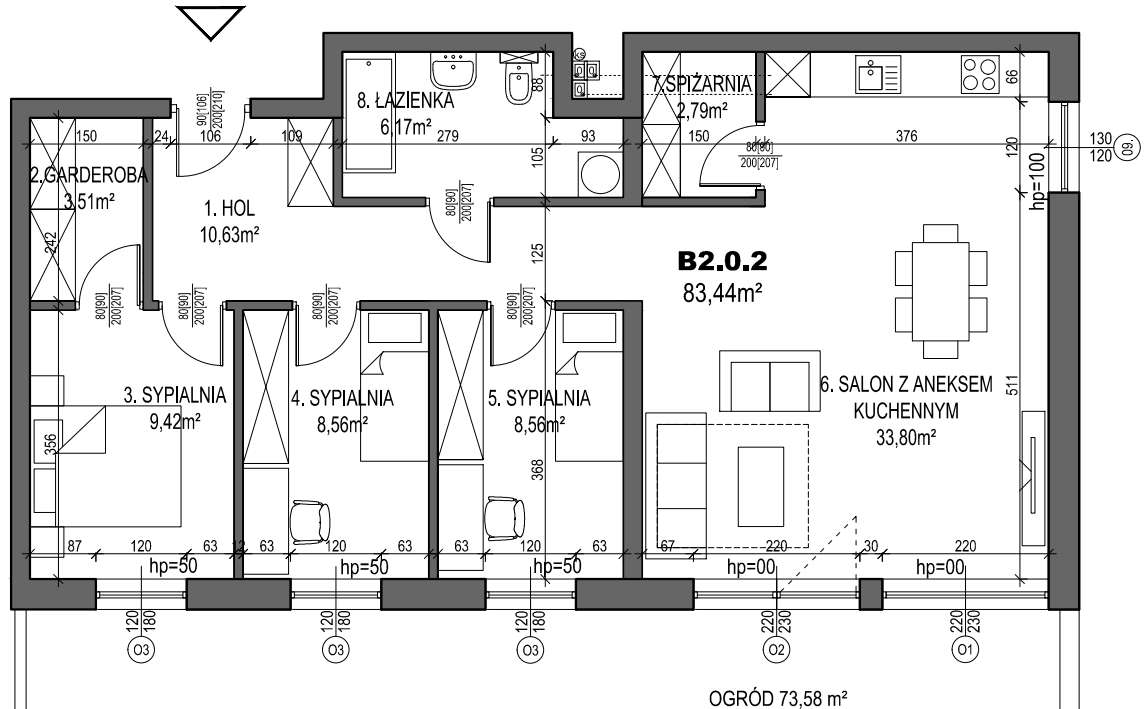 ks
88
8. ŁAZIENKA
6,17m²
7.SPIŻARNIA
2,79m²
66
90[106]
200[210]
150
24
106
109
279
93
150
376
105
120
80[90]
200[207]
130
120
09.
hp=100
2.GARDEROBA
3,51m²
242
1. HOL
10,63m²
80[90]
200[207]
125
B2.0.2
83,44m²
80[90]
200[207]
80[90]
200[207]
80[90]
200[207]
80[90]
200[207]
3. SYPIALNIA
9,42m²
4. SYPIALNIA
8,56m²
5. SYPIALNIA
8,56m²
6. SALON Z ANEKSEM
KUCHENNYM
33,80m²
511
356
368
87
120
63
12
63
120
63
63
120
63
67
220
30
220
hp=50
hp=50
hp=50
hp=00
hp=00
120
180
120
180
120
180
220
230
220
230
O3
O3
O3
O2
O1
OGRÓD 73,58 m²